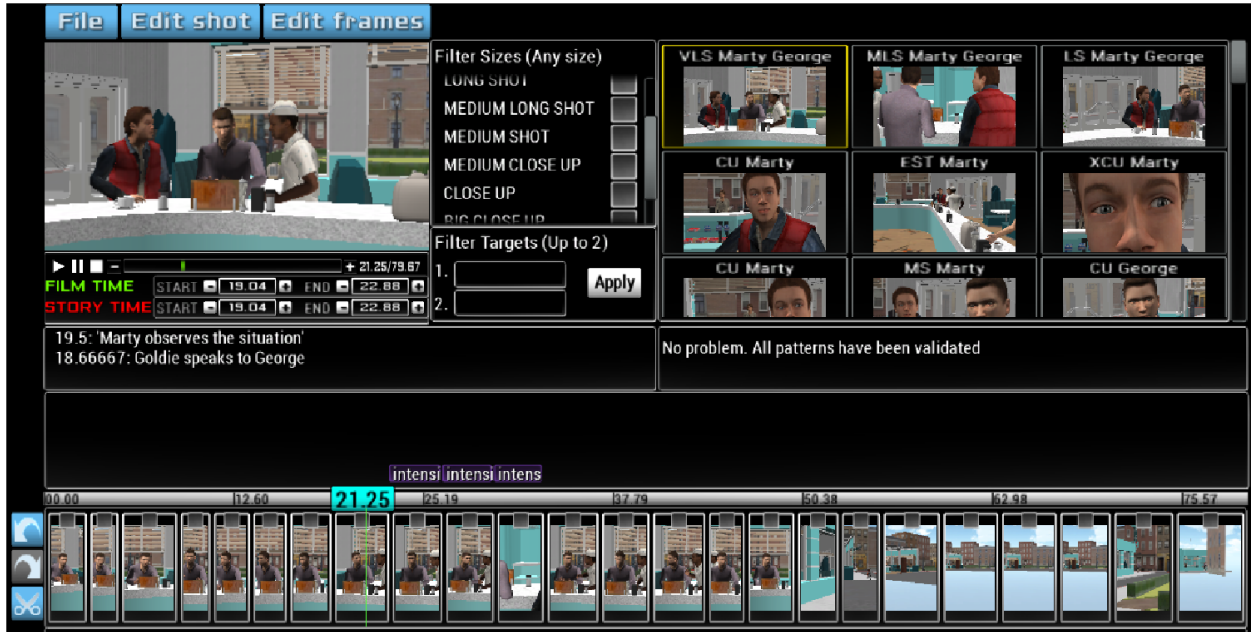 File Edit shot Edit frames
Filter Sizes (Any size)
LONG SHOT
MEDIUM LONG SHOT
MEDIUM SHOT
MEDIUM CLOSE UP
CLOSE UP
BIG CLOSE UP
Filter Targets (Up to 2)
1.
2.
Apply
VLS Marty George MLS Marty George LS Marty George
CU Marty EST Marty XCU Marty
CU Marty MS Marty CU George
- + 21.25/79.67
FILM TIME START - 19.04 + END - 22.88 +
STORY TIME START - 19.04 + END - 22.88 +
19.5: 'Marty observes the situation'
18.66667: Goldie speaks to George
No problem. All patterns have been validated
intensi intensi intens
00.00 12.60 21.25 25.19 37.79 50.38 62.98 75.57